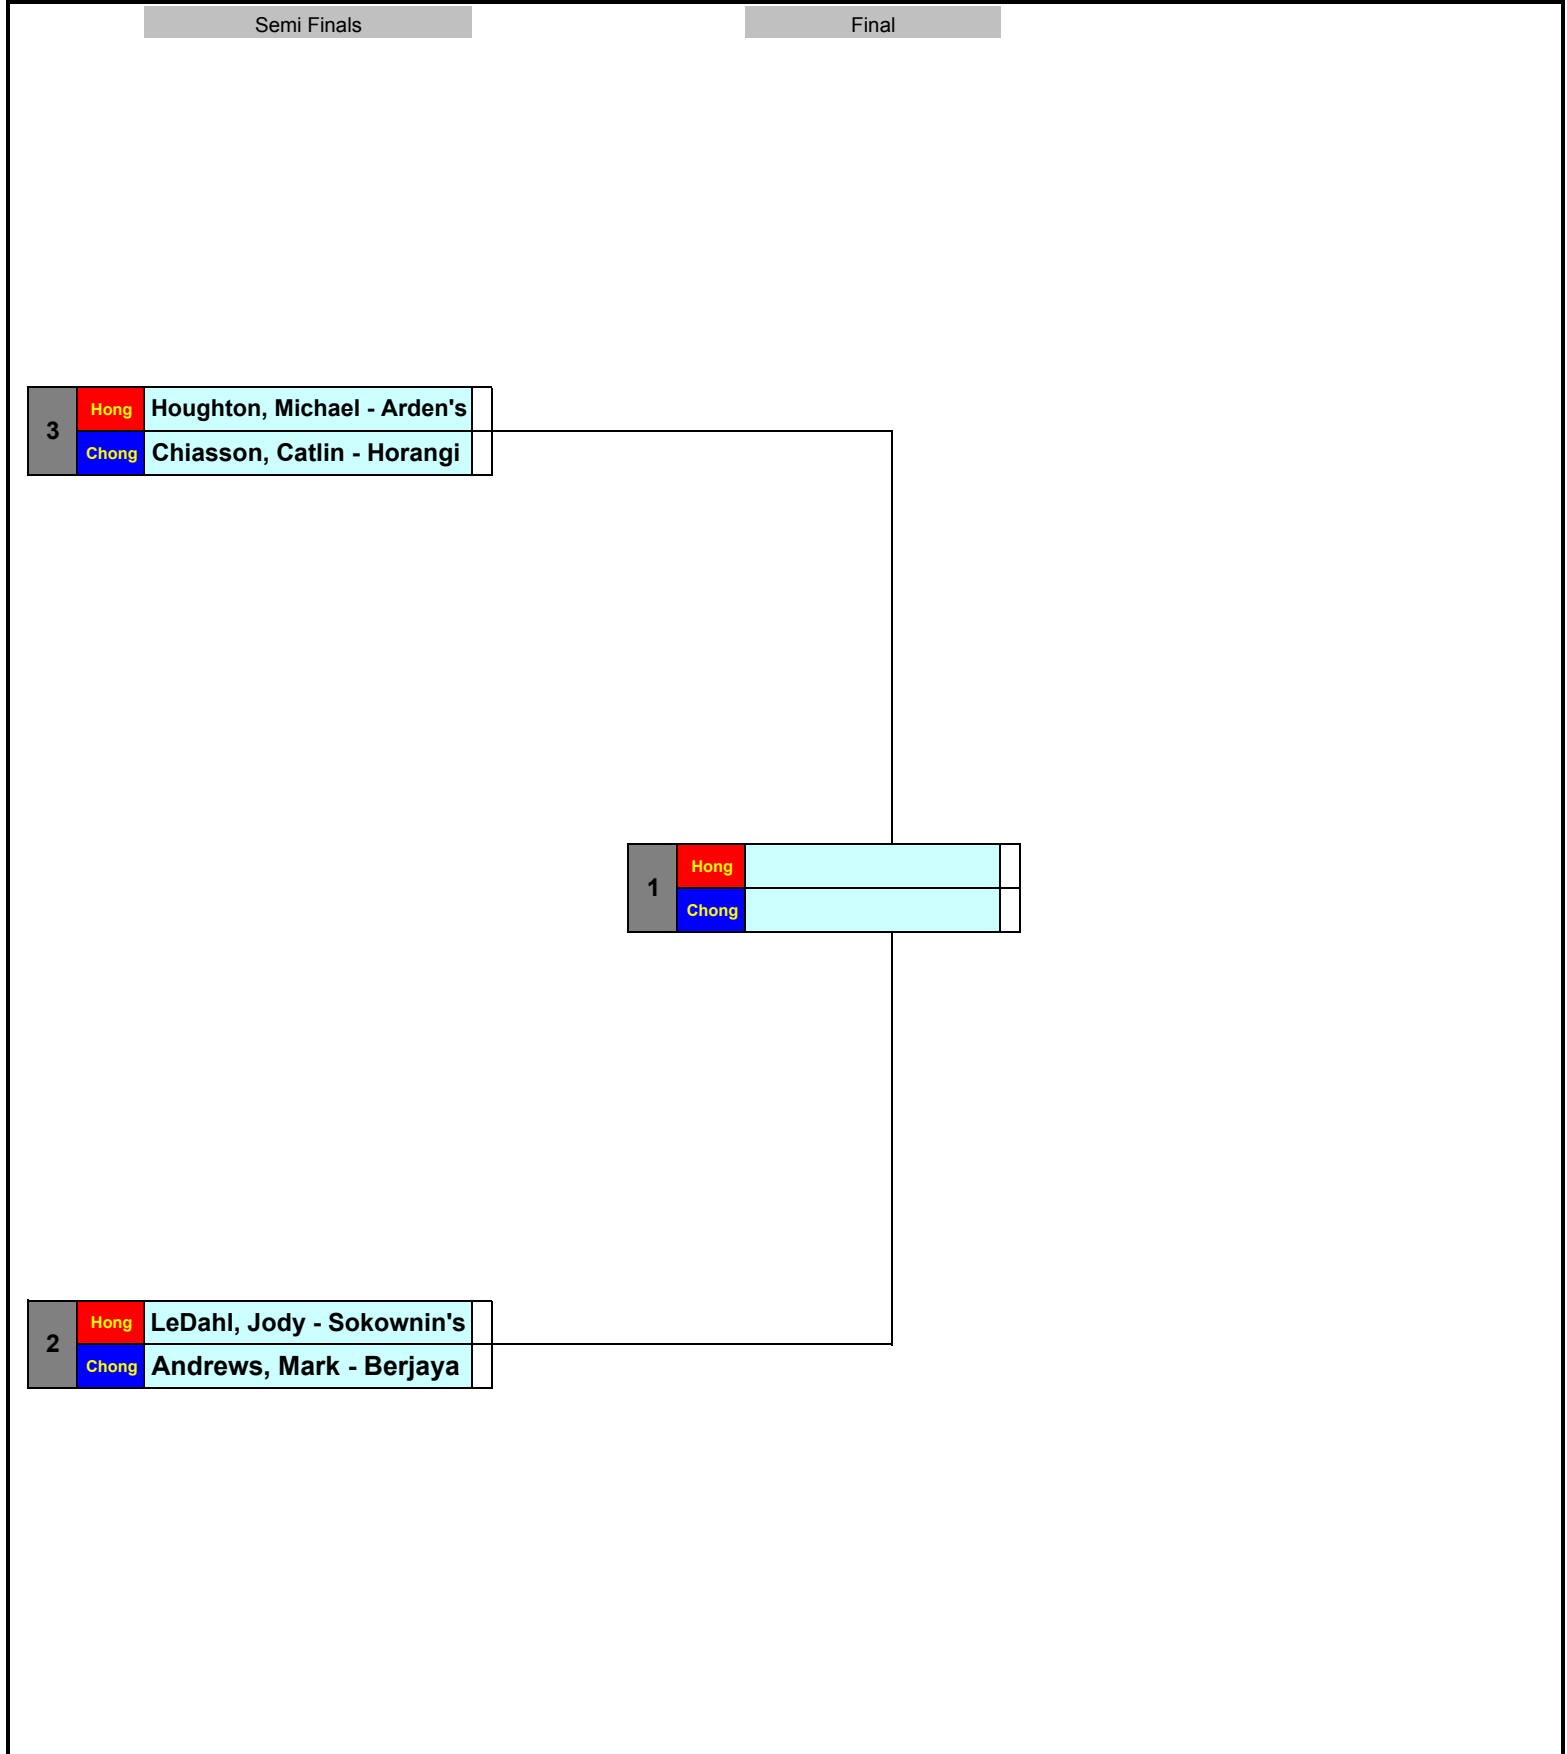 Semi Finals
Final
3
Hong
Houghton, Michael - Arden's
Chong
Chiasson, Catlin - Horangi
1
Hong
Chong
2
Hong
LeDahl, Jody - Sokownin's
Chong
Andrews, Mark - Berjaya